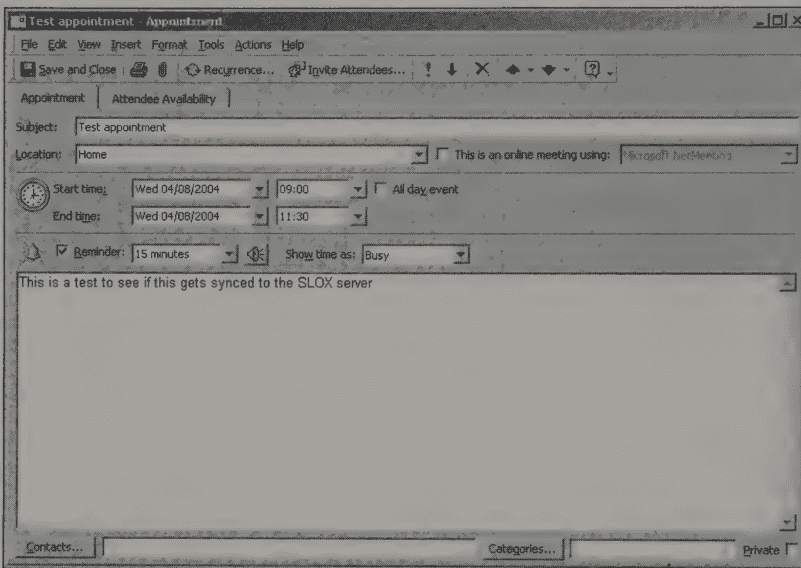 Test appointment - Appointment
File Edit View Insert Format Tools Actions Help
Save and Close Recurrence... Invite Attendees...
Appointment Attendee Availability
Subject: Test appointment
Location: Home This is an online meeting using: Microsoft NetMeeting
Start time: Wed 04/08/2004 09:00 All day event
End time: Wed 04/08/2004 11:30
Reminder: 15 minutes Show time as: Busy
This is a test to see if this gets synced to the SLOX server
Contacts... Categories... Private